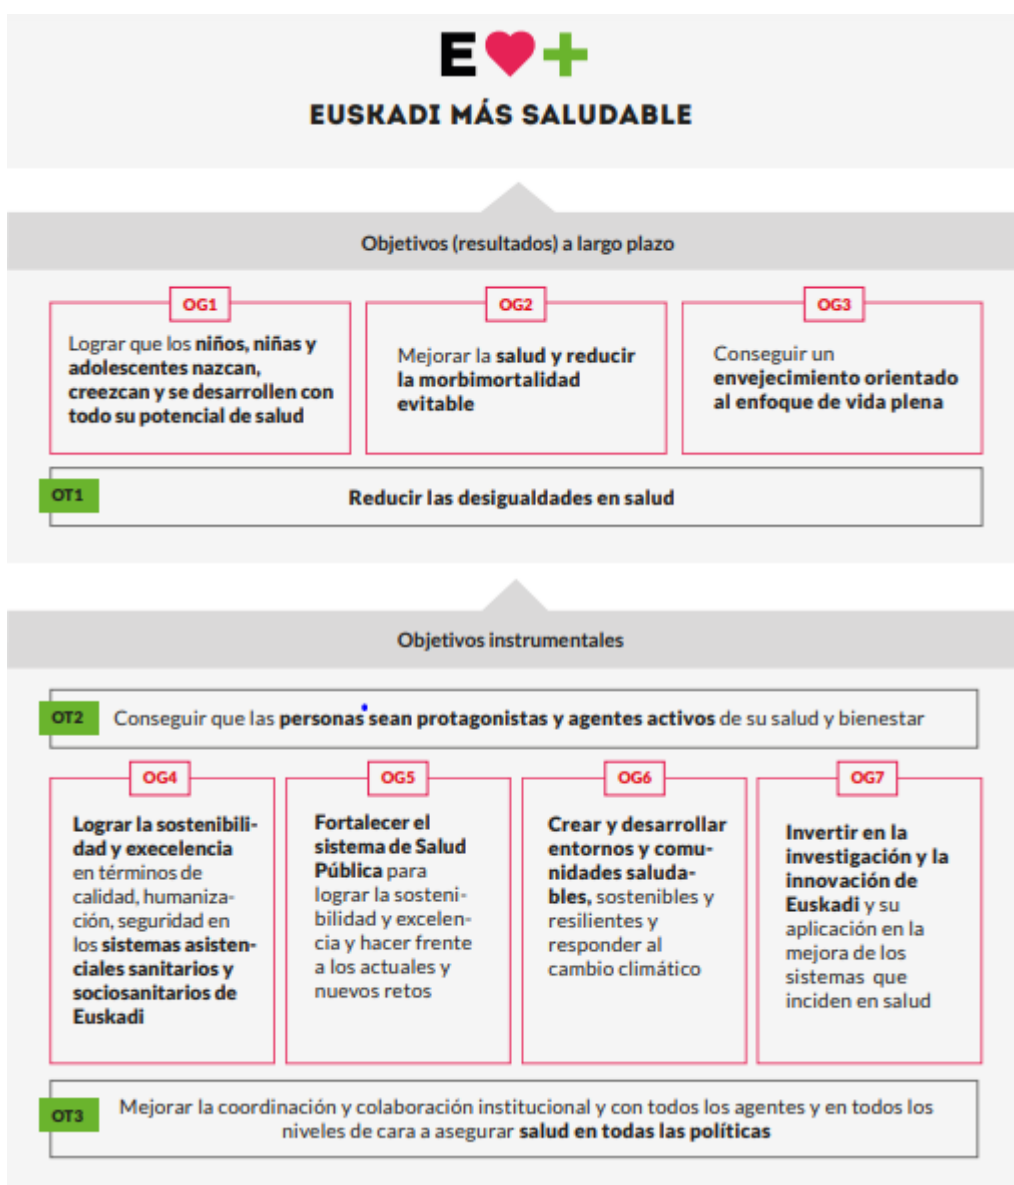 E♥+
EUSKADI MÁS SALUDABLE
Objetivos (resultados) a largo plazo
OG1
Lograr que los niños, niñas y
adolescentes nazcan,
creezcan y se desarrollen con
todo su potencial de salud
OG2
Mejorar la salud y reducir
la morbimortalidad
evitable
OG3
Conseguir un
envejecimiento orientado
al enfoque de vida plena
OT1
Reducir las desigualdades en salud
Objetivos instrumentales
OT2
Conseguir que las personas sean protagonistas y agentes activos de su salud y bienestar
OG4
Lograr la sostenibili-
dad y execelencia
en términos de
calidad, humaniza-
ción, seguridad en
los sistemas asisten-
ciales sanitarios y
sociosanitarios de
Euskadi
OG5
Fortalecer el
sistema de Salud
Pública para
lograr la sosteni-
bilidad y excelen-
cia y hacer frente
a los actuales y
nuevos retos
OG6
Crear y desarrollar
entornos y comu-
nidades saluda-
bles, sostenibles y
resilientes y
responder al
cambio climático
OG7
Invertir en la
investigación y la
innovación de
Euskadi y su
aplicación en la
mejora de los
sistemas que
inciden en salud
OT3
Mejorar la coordinación y colaboración institucional y con todos los agentes y en todos los
niveles de cara a asegurar salud en todas las políticas